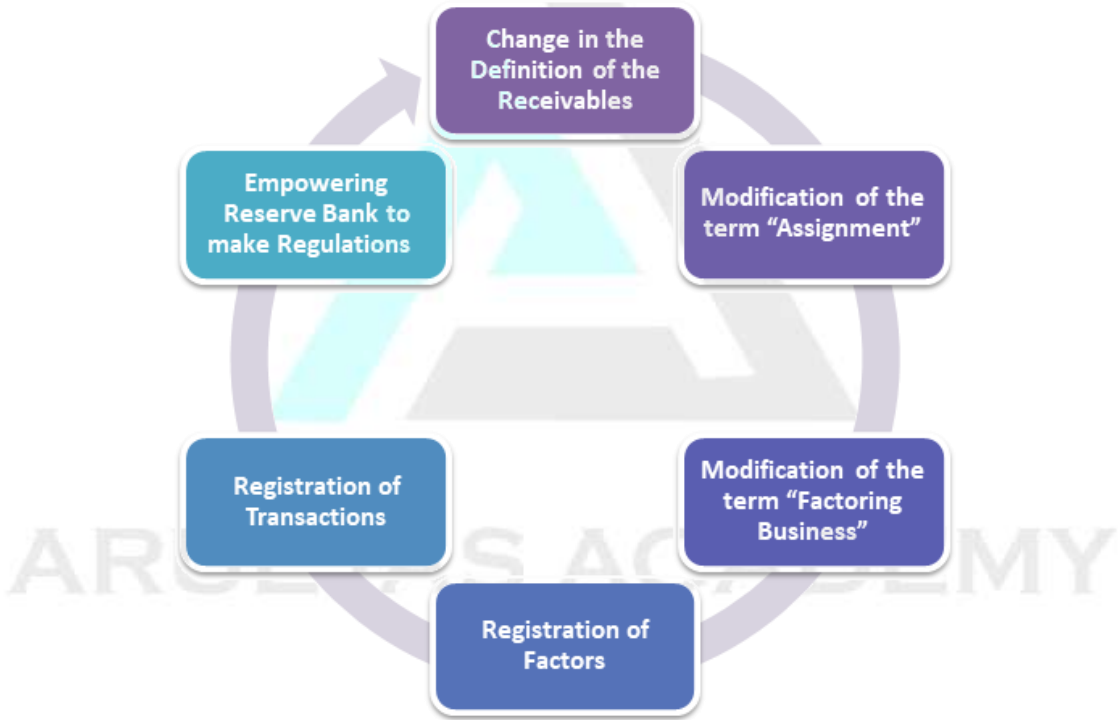 Change in the
Definition of the
Receivables
Modification of the
term “Assignment”
Modification of the
term “Factoring
Business”
Registration of
Factors
Registration of
Transactions
Empowering
Reserve Bank to
make Regulations
ACADEMY